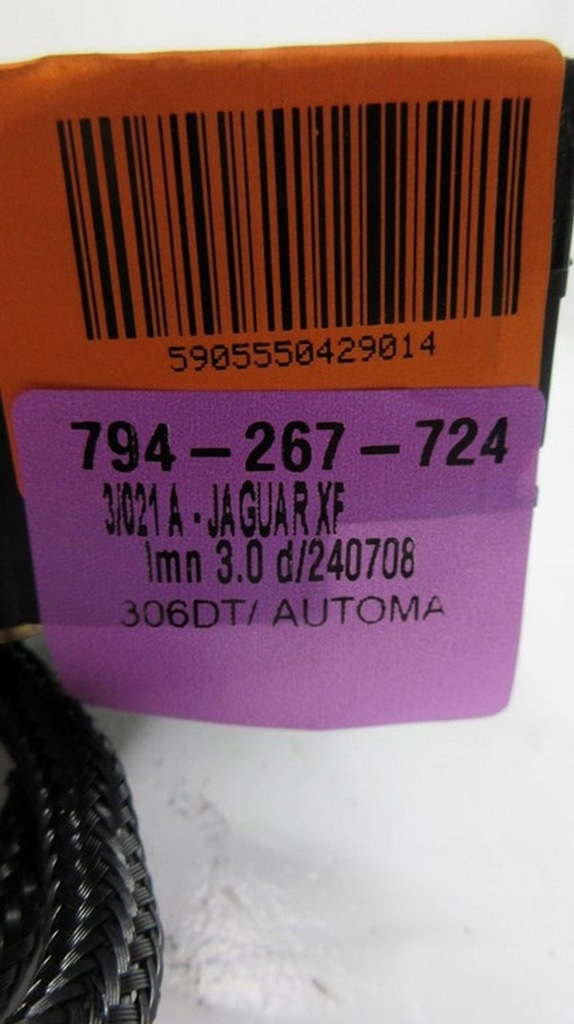 5905550429014
794-267-724
3/021 A - JAGUAR XF
lmn 3.0 d/240708
306DT/ AUTOMA